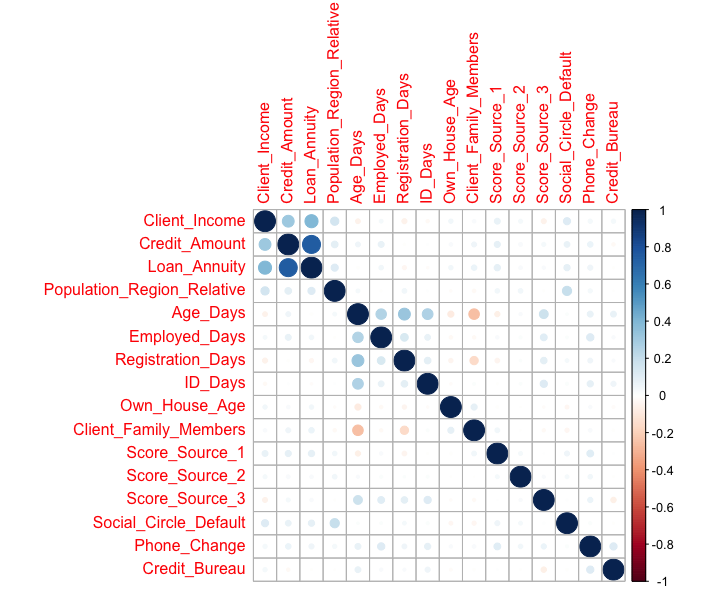 Client_Income
Credit_Amount
Loan_Annuity
Population_Region_Relative
Age_Days
Employed_Days
Registration_Days
ID_Days
Own_House_Age
Client_Family_Members
Score_Source_1
Score_Source_2
Score_Source_3
Social_Circle_Default
Phone_Change
Credit_Bureau
Client_Income
Credit_Amount
Loan_Annuity
Population_Region_Relative
Age_Days
Employed_Days
Registration_Days
ID_Days
Own_House_Age
Client_Family_Members
Score_Source_1
Score_Source_2
Score_Source_3
Social_Circle_Default
Phone_Change
Credit_Bureau
1
0.8
0.6
0.4
0.2
0
-0.2
-0.4
-0.6
-0.8
-1